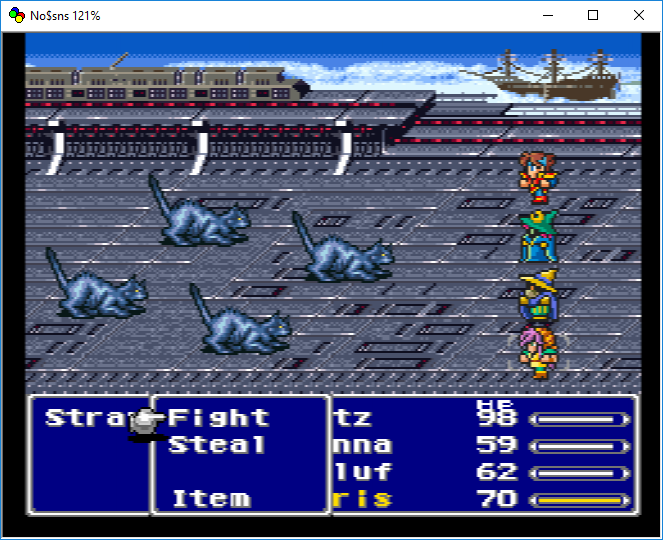 No$sns 121%
HP
Stra Fight tz 98
Steal nna 59
luf 62
Item ris 70